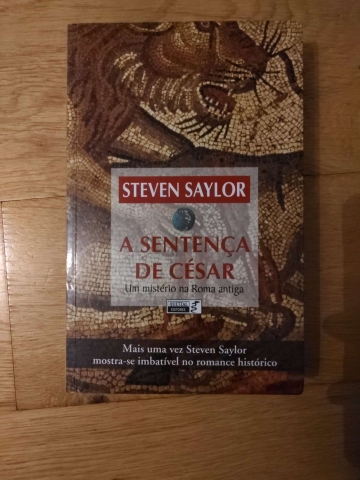 STEVEN SAYLOR
A SENTENÇA
DE CÉSAR
Um mistério na Roma antiga
Mais uma vez Steven Saylor
mostra-se imbatível no romance histórico